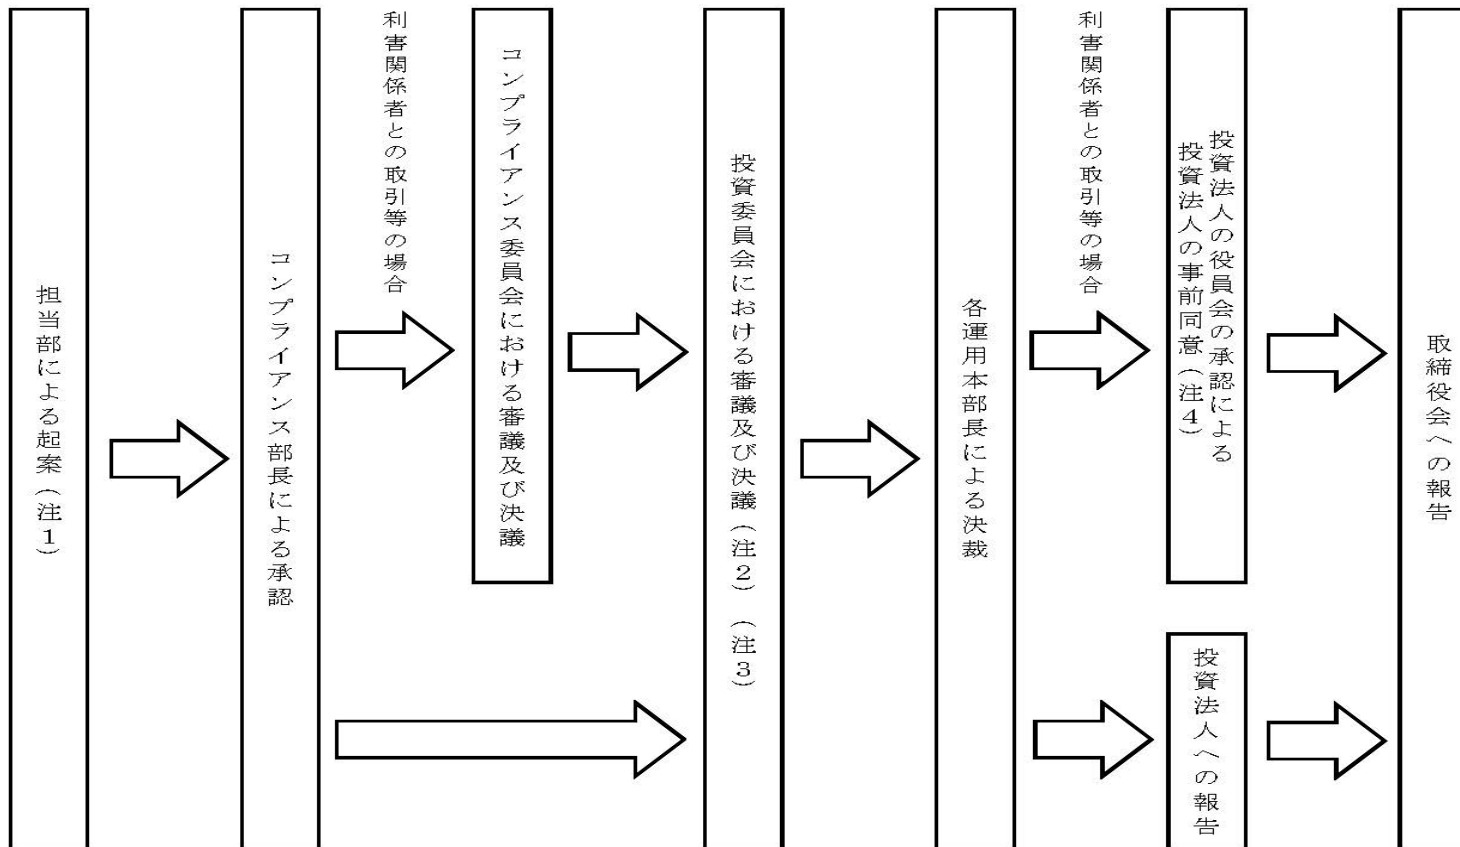 担当部による起案（注1）
コンプライアンス部長による承認
利害関係者との取引等の場合
コンプライアンス委員会における審議及び決議
投資委員会における審議及び決議（注2）（注3）
各運用本部長による決裁
利害関係者との取引等の場合
投資法人の役員会の承認による
投資法人の事前同意（注4）
投資法人への報告
取締役会への報告